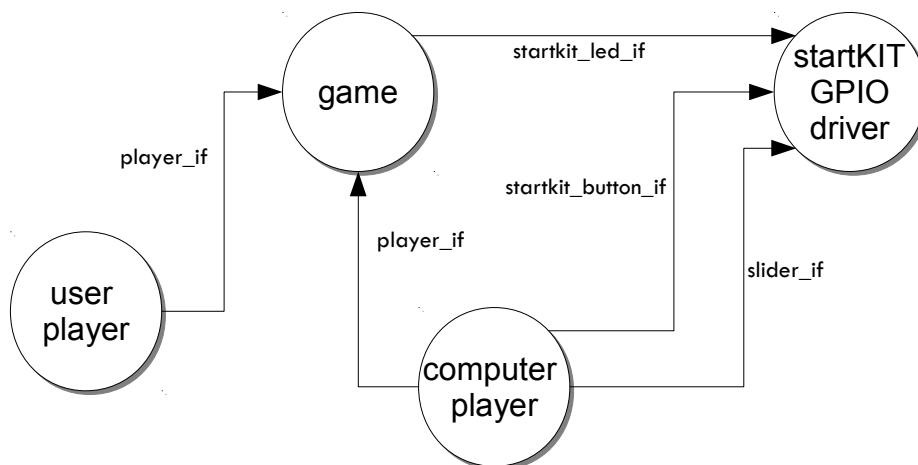 game
startkit_led_if
startKIT
GPIO
driver
player_if
startkit_button_if
player_if
slider_if
user
player
computer
player